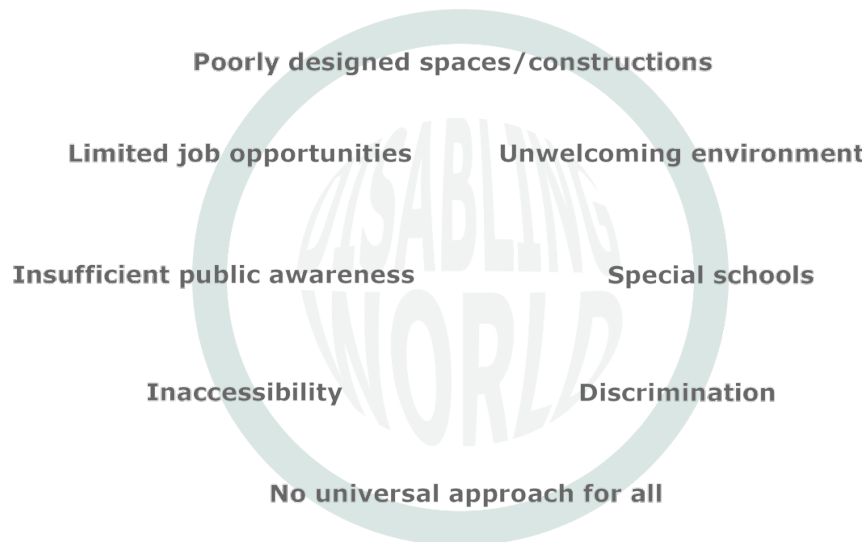 Poorly designed spaces/constructions
Limited job opportunities
Unwelcoming environment
DISABLING
WORLD
Insufficient public awareness
Special schools
Inaccessibility
Discrimination
No universal approach for all